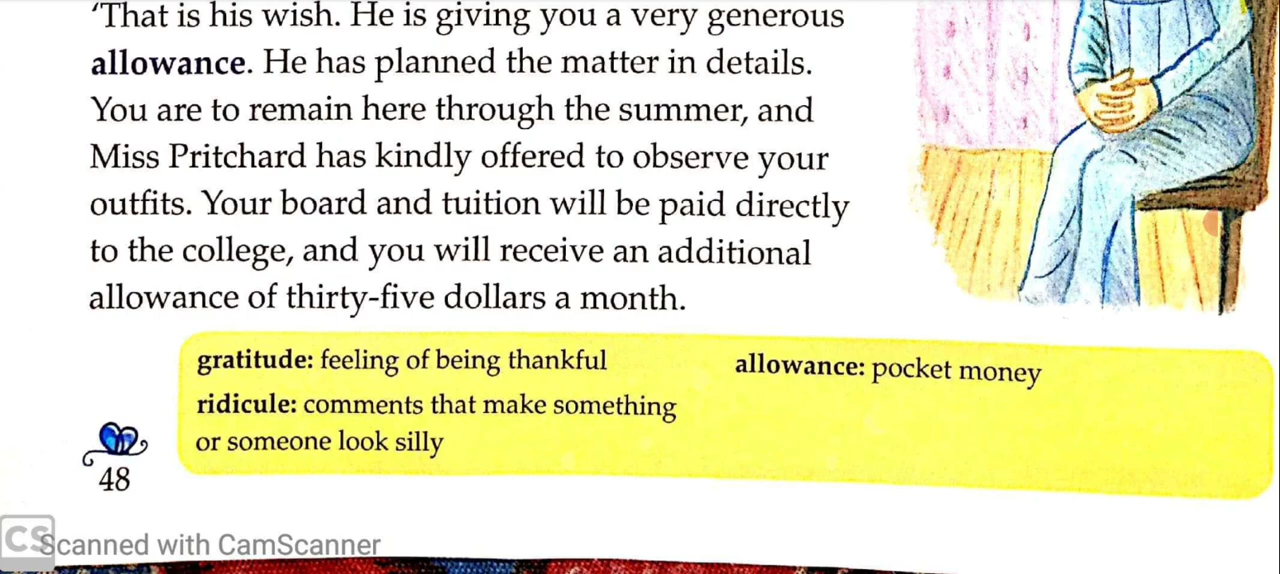 ‘That is his wish. He is giving you a very generous
allowance. He has planned the matter in details.
You are to remain here through the summer, and
Miss Pritchard has kindly offered to observe your
outfits. Your board and tuition will be paid directly
to the college, and you will receive an additional
allowance of thirty-five dollars a month.
gratitude: feeling of being thankful
ridicule: comments that make something
or someone look silly
allowance: pocket money
48
CS Scanned with CamScanner